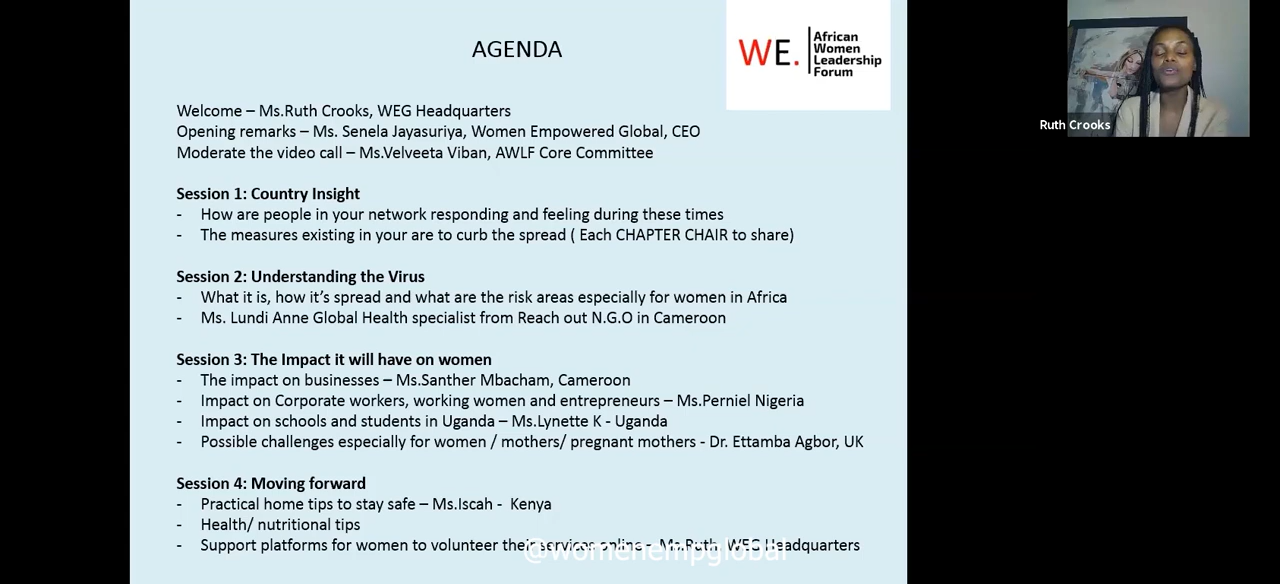 AGENDA
WE. African
Women
Leadership
Forum
Ruth Crooks
Welcome – Ms.Ruth Crooks, WEG Headquarters
Opening remarks – Ms. Senela Jayasuriya, Women Empowered Global, CEO
Moderate the video call – Ms.Velveeta Viban, AWLF Core Committee
Session 1: Country Insight
- How are people in your network responding and feeling during these times
- The measures existing in your are to curb the spread ( Each CHAPTER CHAIR to share)
Session 2: Understanding the Virus
- What it is, how it’s spread and what are the risk areas especially for women in Africa
- Ms. Lundi Anne Global Health specialist from Reach out N.G.O in Cameroon
Session 3: The Impact it will have on women
- The impact on businesses – Ms.Santher Mbacham, Cameroon
- Impact on Corporate workers, working women and entrepreneurs – Ms.Perniel Nigeria
- Impact on schools and students in Uganda – Ms.Lynette K - Uganda
- Possible challenges especially for women / mothers/ pregnant mothers - Dr. Ettamba Agbor, UK
Session 4: Moving forward
- Practical home tips to stay safe – Ms.Iscah - Kenya
- Health/ nutritional tips
- Support platforms for women to volunteer their services online - Ms.Ruth, WEG Headquarters
@womenempglobal